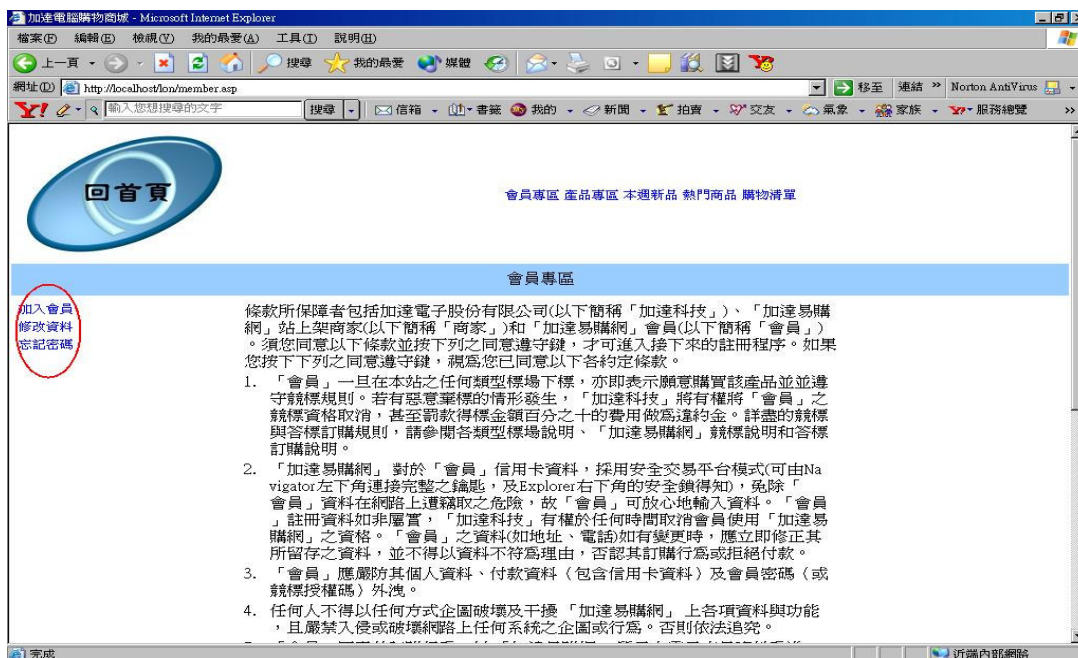 加達電腦購物商城 - Microsoft Internet Explorer
檔案(F) 編輯(E) 檢視(V) 我的最愛(A) 工具(T) 說明(H)
上一頁 搜尋 我的最愛 媒體
網址(D) http://localhost/lon/member.asp 移至 連結 » Norton AntiVirus
Y! 輸入您想搜尋的文字 搜尋 信箱 書籤 我的 新聞 拍賣 交友 氣象 家族 服務總覽 »
回首頁
會員專區 產品專區 本週新品 熱門商品 購物清單
會員專區
加入會員
修改資料
忘記密碼
條款所保障者包括加達電子股份有限公司(以下簡稱「加達科技」)、「加達易購
網」站上架商家(以下簡稱「商家」)和「加達易購網」會員(以下簡稱「會員」)
。須您同意以下條款並按下列之同意遵守鍵，才可進入接下來的註冊程序。如果
您按下下列之同意遵守鍵，視為您已同意以下各約定條款。
1. 「會員」一旦在本站之任何類型標場下標，亦即表示願意購買該產品並並遵
守競標規則。若有惡意棄標的情形發生，「加達科技」將有權將「會員」之
競標資格取消，甚至罰款得標金額百分之十的費用做為違約金。詳盡的競標
與答標訂購規則，請參閱各類型標場說明、「加達易購網」競標說明和答標
訂購說明。
2. 「加達易購網」 對於「會員」信用卡資料，採用安全交易平台模式(可由Na
vigator左下角連接完整之鑰匙，及Explorer右下角的安全鎖得知)，免除「
會員」資料在網路上遭竊取之危險，故「會員」可放心地輸入資料。「會員
」註冊資料如非屬實，「加達科技」有權於任何時間取消會員使用「加達易
購網」之資格。「會員」之資料(如地址、電話)如有變更時，應立即修正其
所留存之資料，並不得以資料不符為理由，否認其訂購行為或拒絕付款。
3. 「會員」應嚴防其個人資料、付款資料（包含信用卡資料）及會員密碼（或
競標授權碼）外洩。
4. 任何人不得以任何方式企圖破壞及干擾 「加達易購網」 上各項資料與功能
，且嚴禁入侵或破壞網路上任何系統之企圖或行為。否則依法追究。
完成 近端內部網路